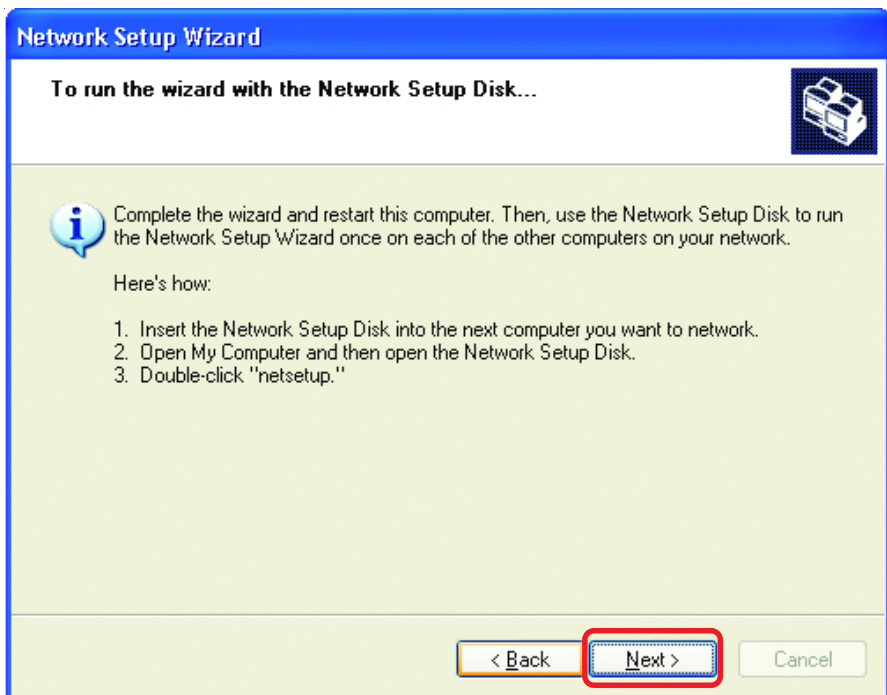 Network Setup Wizard
To run the wizard with the Network Setup Disk...
Complete the wizard and restart this computer. Then, use the Network Setup Disk to run
the Network Setup Wizard once on each of the other computers on your network.
Here's how:
1. Insert the Network Setup Disk into the next computer you want to network.
2. Open My Computer and then open the Network Setup Disk.
3. Double-click "netsetup."
< Back
Next >
Cancel